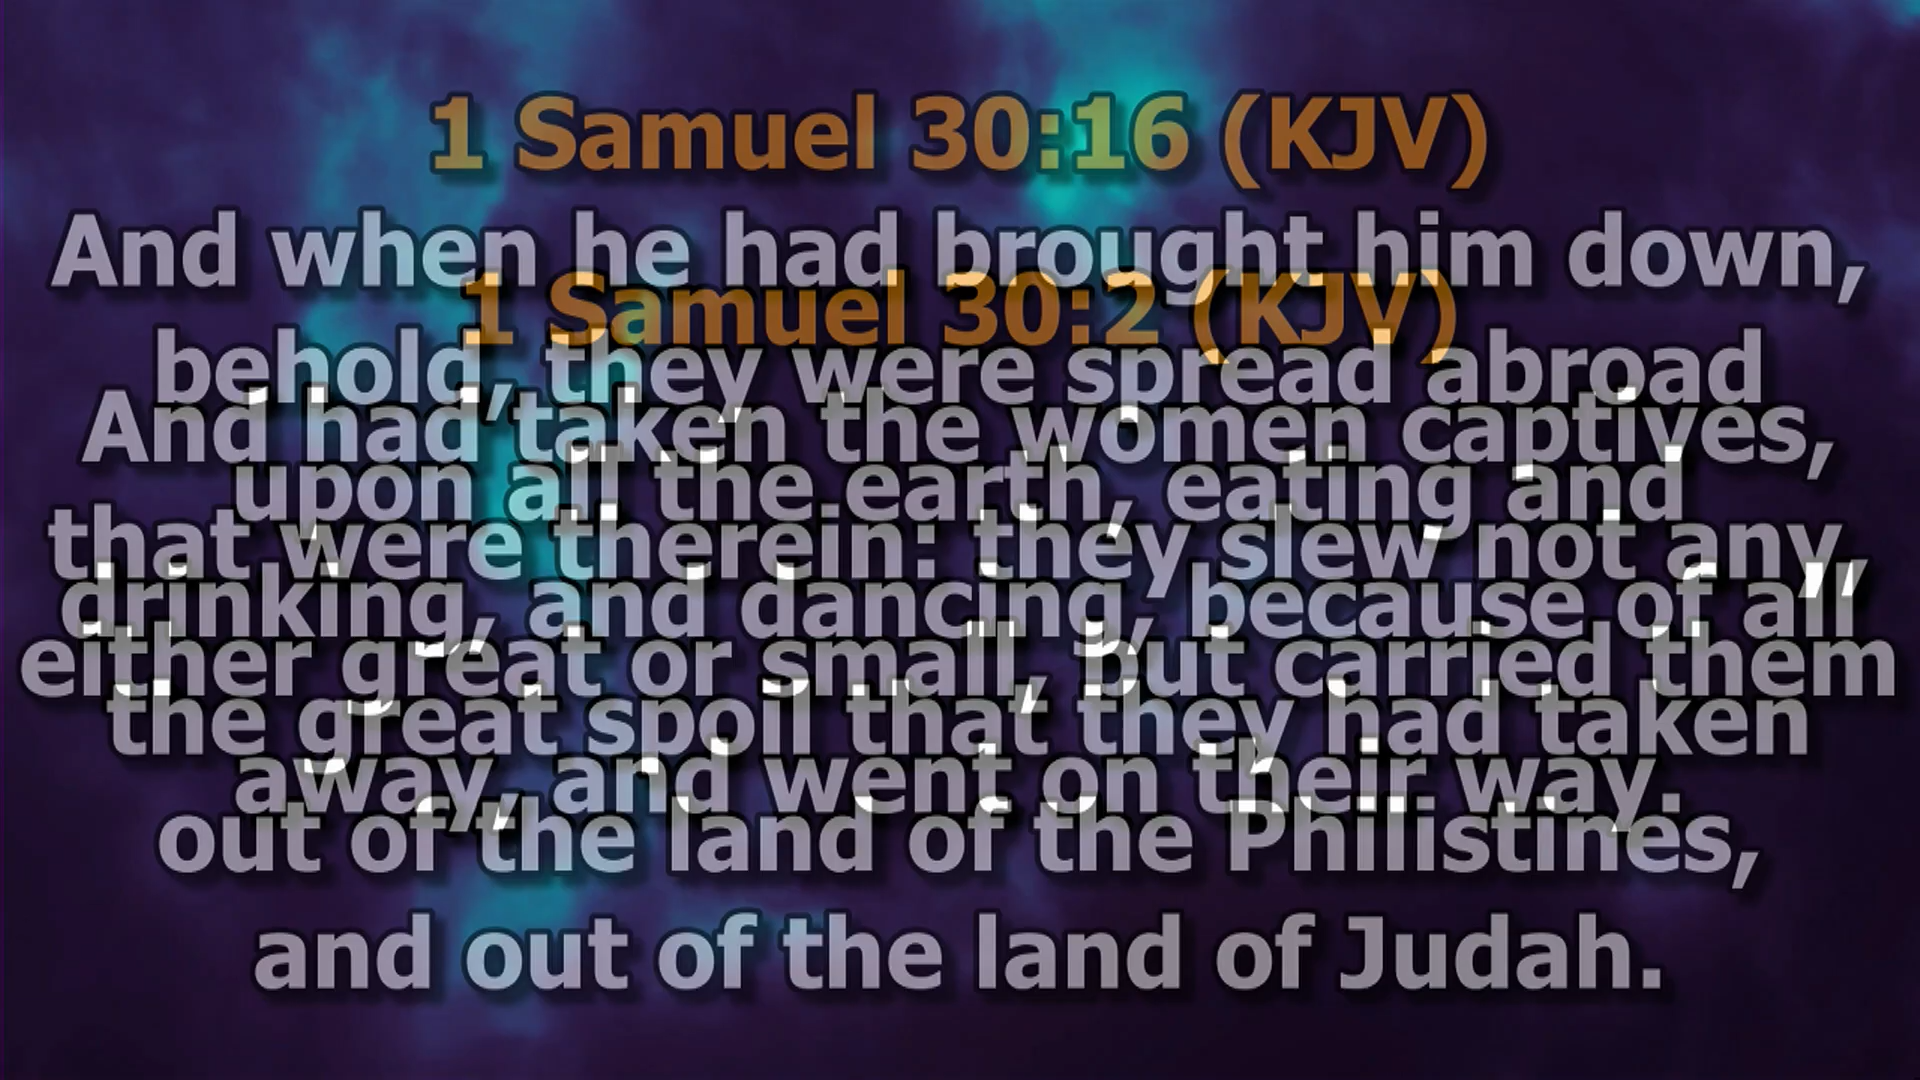 1 Samuel 30:16 (KJV)
And when he had brought him down,
behold, they were spread abroad
upon all the earth, eating and
drinking, and dancing, because of all
the great spoil that they had taken
out of the land of the Philistines,
and out of the land of Judah.
1 Samuel 30:2 (KJV)
And had taken the women captives,
that were therein: they slew not any,
either great or small, but carried them
away, and went on their way.